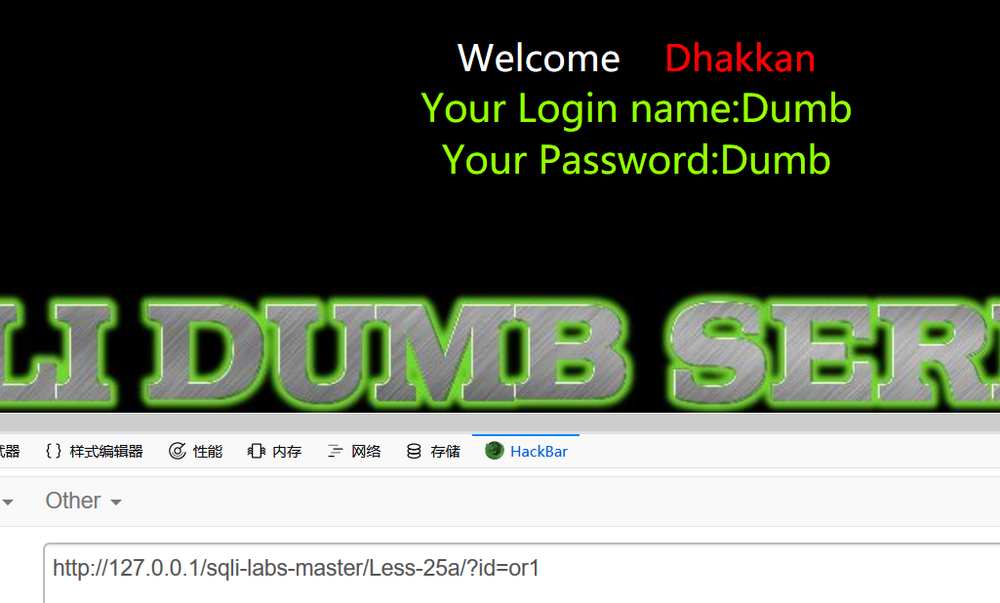 Welcome Dhakkan
Your Login name:Dumb
Your Password:Dumb
LI DUMB SER
器 {} 样式编辑器 性能 内存 网络 存储 HackBar
Other
http://127.0.0.1/sqli-labs-master/Less-25a/?id=or1